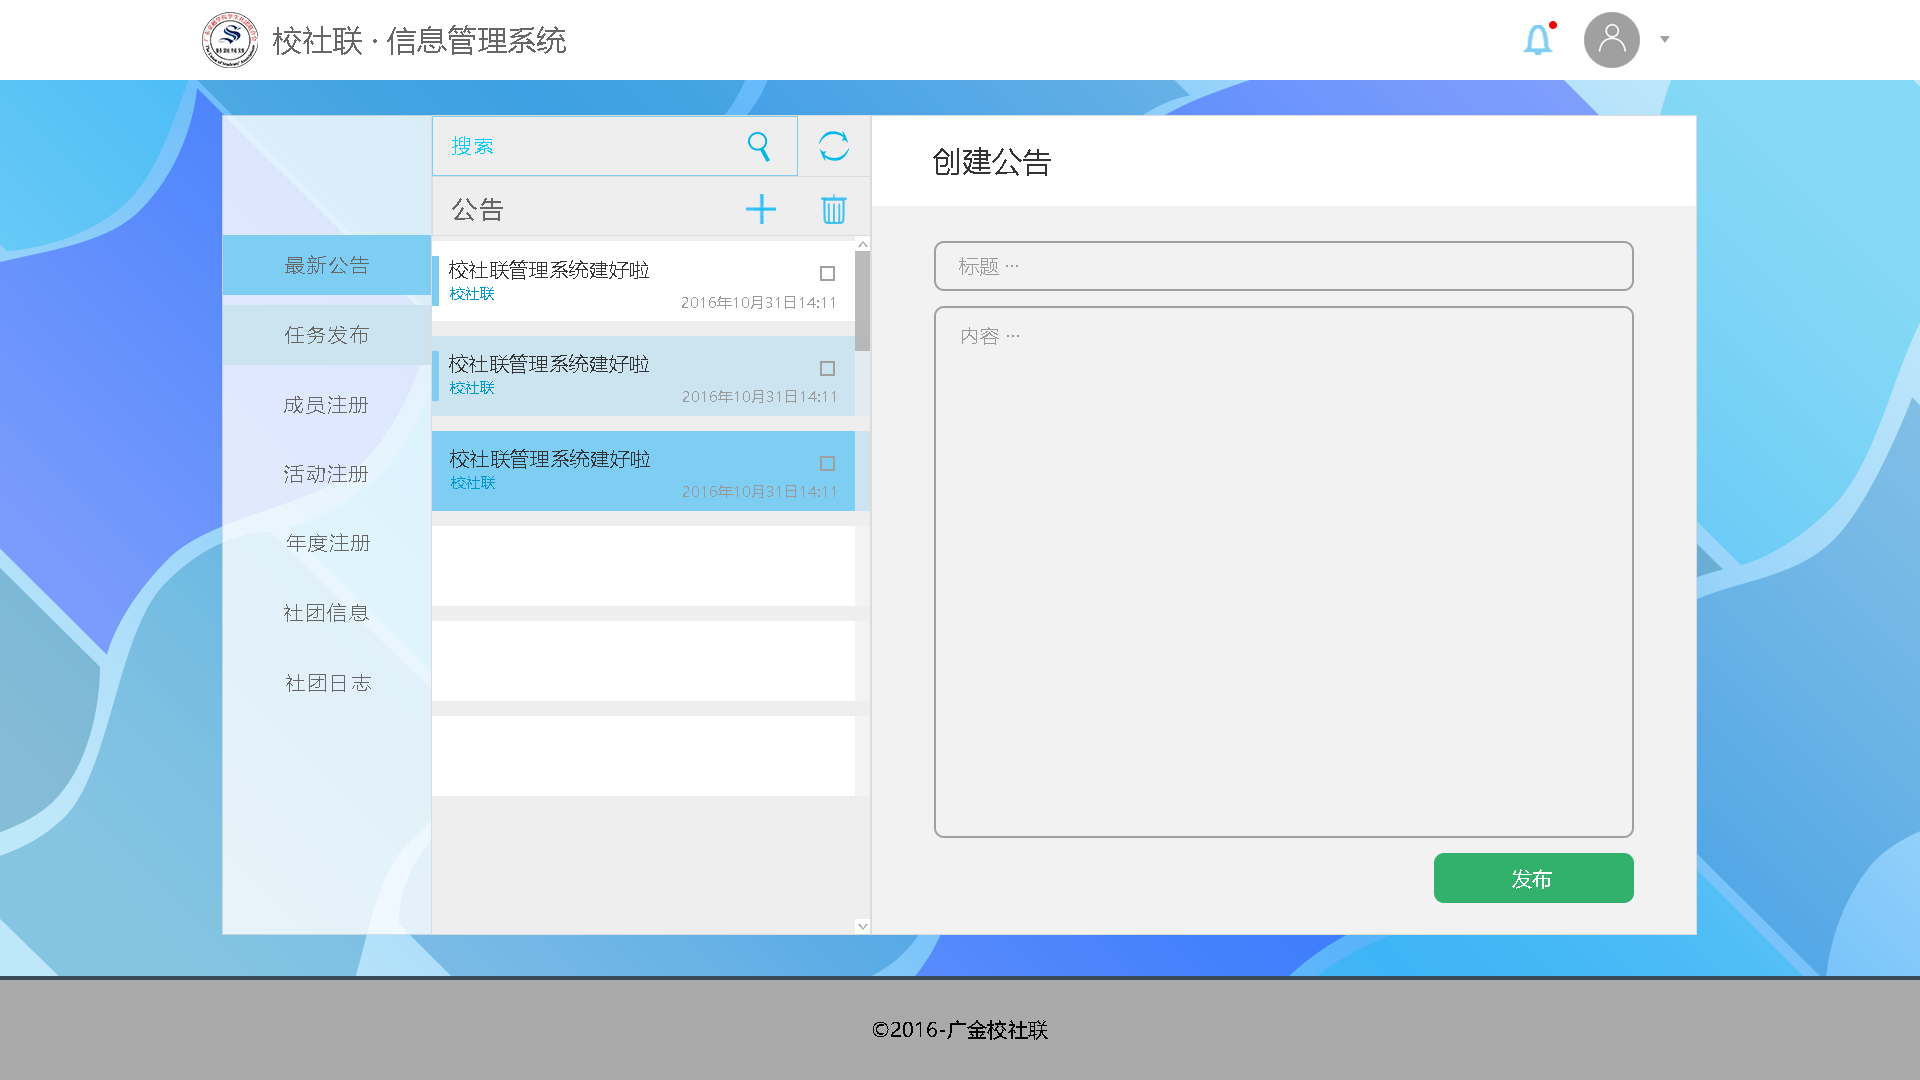 校社联 · 信息管理系统
搜索
公告
最新公告
任务发布
成员注册
活动注册
年度注册
社团信息
社团日志
校社联管理系统建好啦
校社联
2016年10月31日14:11
校社联管理系统建好啦
校社联
2016年10月31日14:11
校社联管理系统建好啦
校社联
2016年10月31日14:11
创建公告
标题 ···
内容 ···
发布
©2016-广金校社联